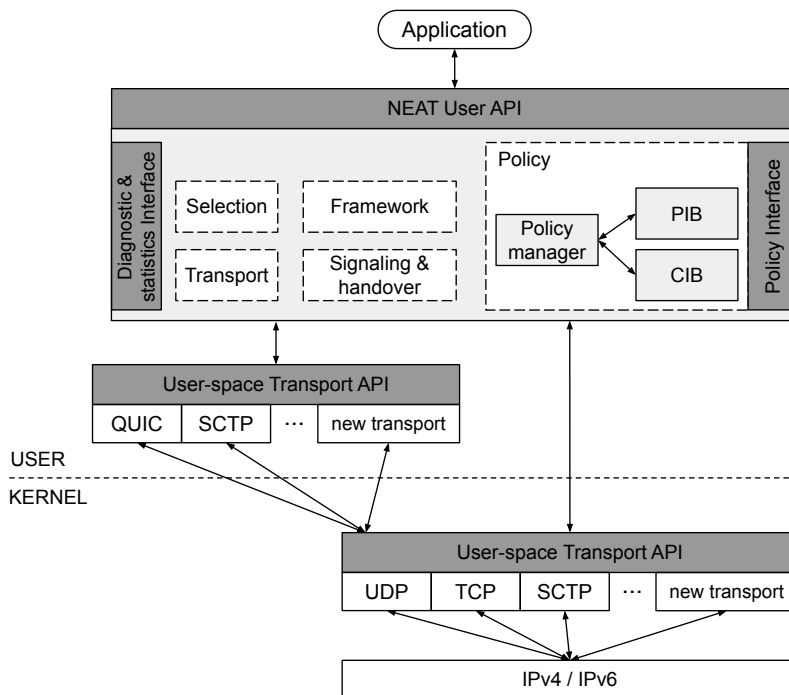 Application
NEAT User API
Diagnostic &
statistics Interface
Selection
Framework
Transport
Signaling &
handover
Policy
Policy
manager
PIB
CIB
Policy Interface
User-space Transport API
QUIC
SCTP
...
new transport
USER
KERNEL
User-space Transport API
UDP
TCP
SCTP
...
new transport
IPv4 / IPv6